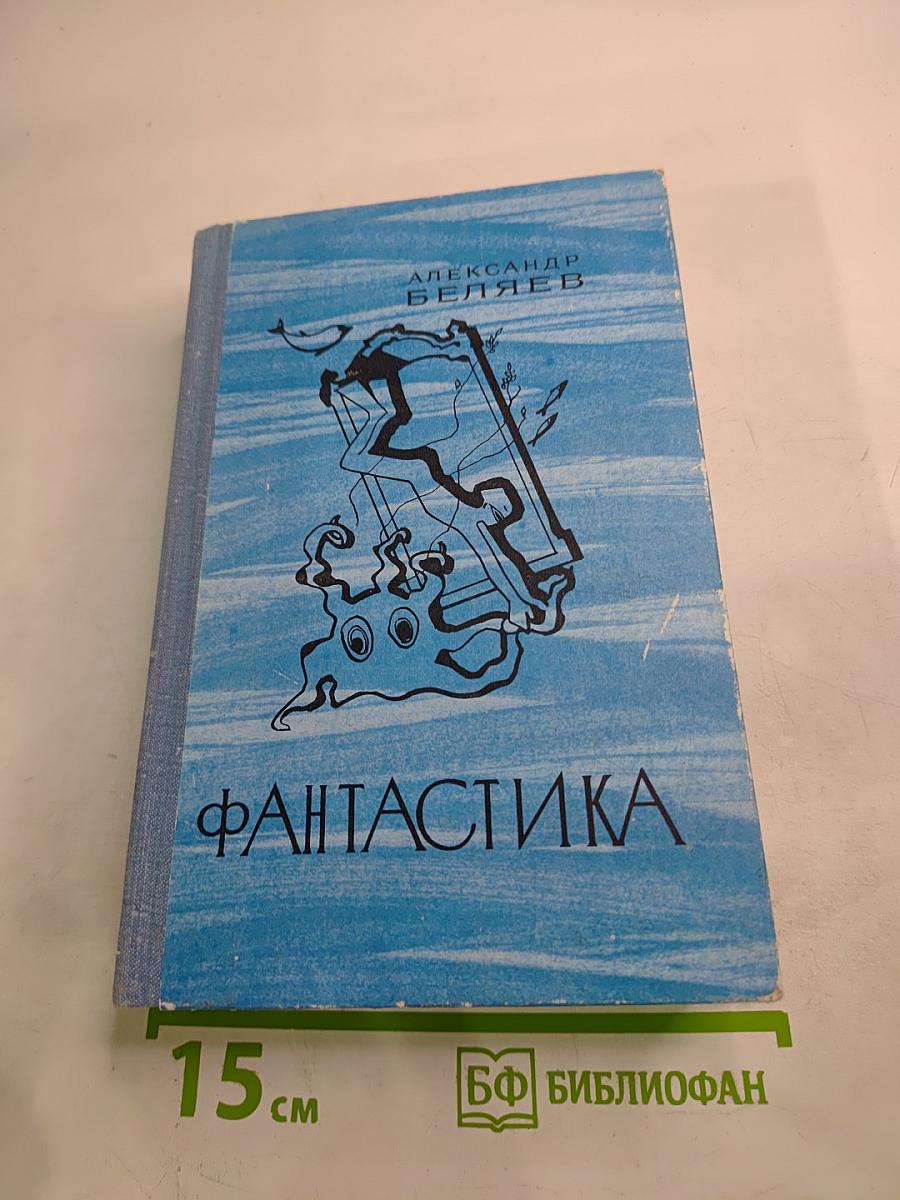 АЛЕКСАНДР
БЕЛЯЕВ
ФАНТАСТИКА
15 см
БФ БИБЛИОФАН